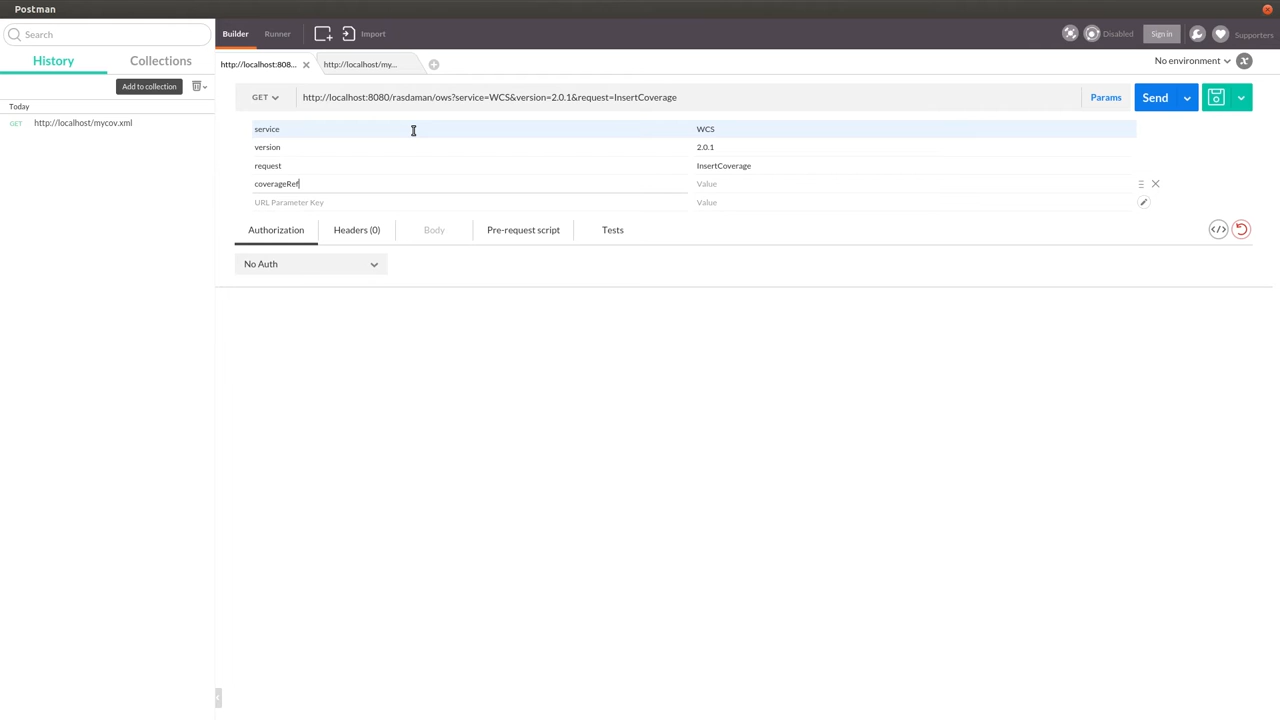 Postman
Search
Builder
Runner
Import
Disabled
Sign in
Supporters
History
Collections
http://localhost:808...
http://localhost/my...
No environment
Add to collection
GET
http://localhost:8080/rasdaman/ows?service=WCS&version=2.0.1&request=InsertCoverage
Params
Send
Today
GET http://localhost/mycov.xml
service WCS
version 2.0.1
request InsertCoverage
coverageRef Value
URL Parameter Key Value
Authorization
Headers (0)
Body
Pre-request script
Tests
No Auth